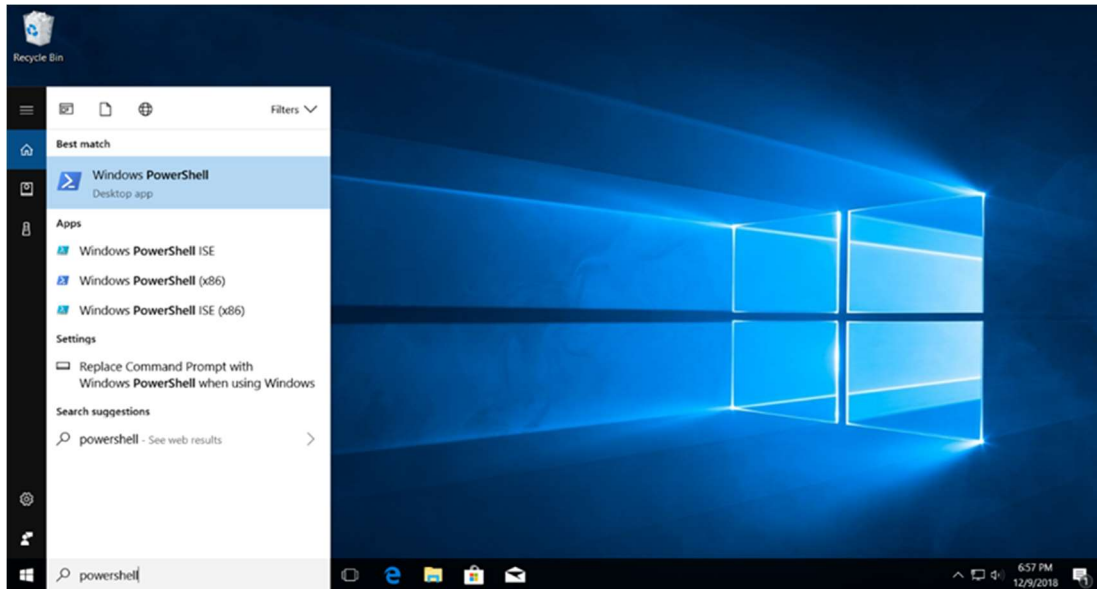 Recycle Bin
Filters
Best match
Windows PowerShell
Desktop app
Apps
Windows PowerShell ISE
Windows PowerShell (x86)
Windows PowerShell ISE (x86)
Settings
Replace Command Prompt with
Windows PowerShell when using Windows
Search suggestions
powershell - See web results
powershell
6:57 PM
12/9/2018
1